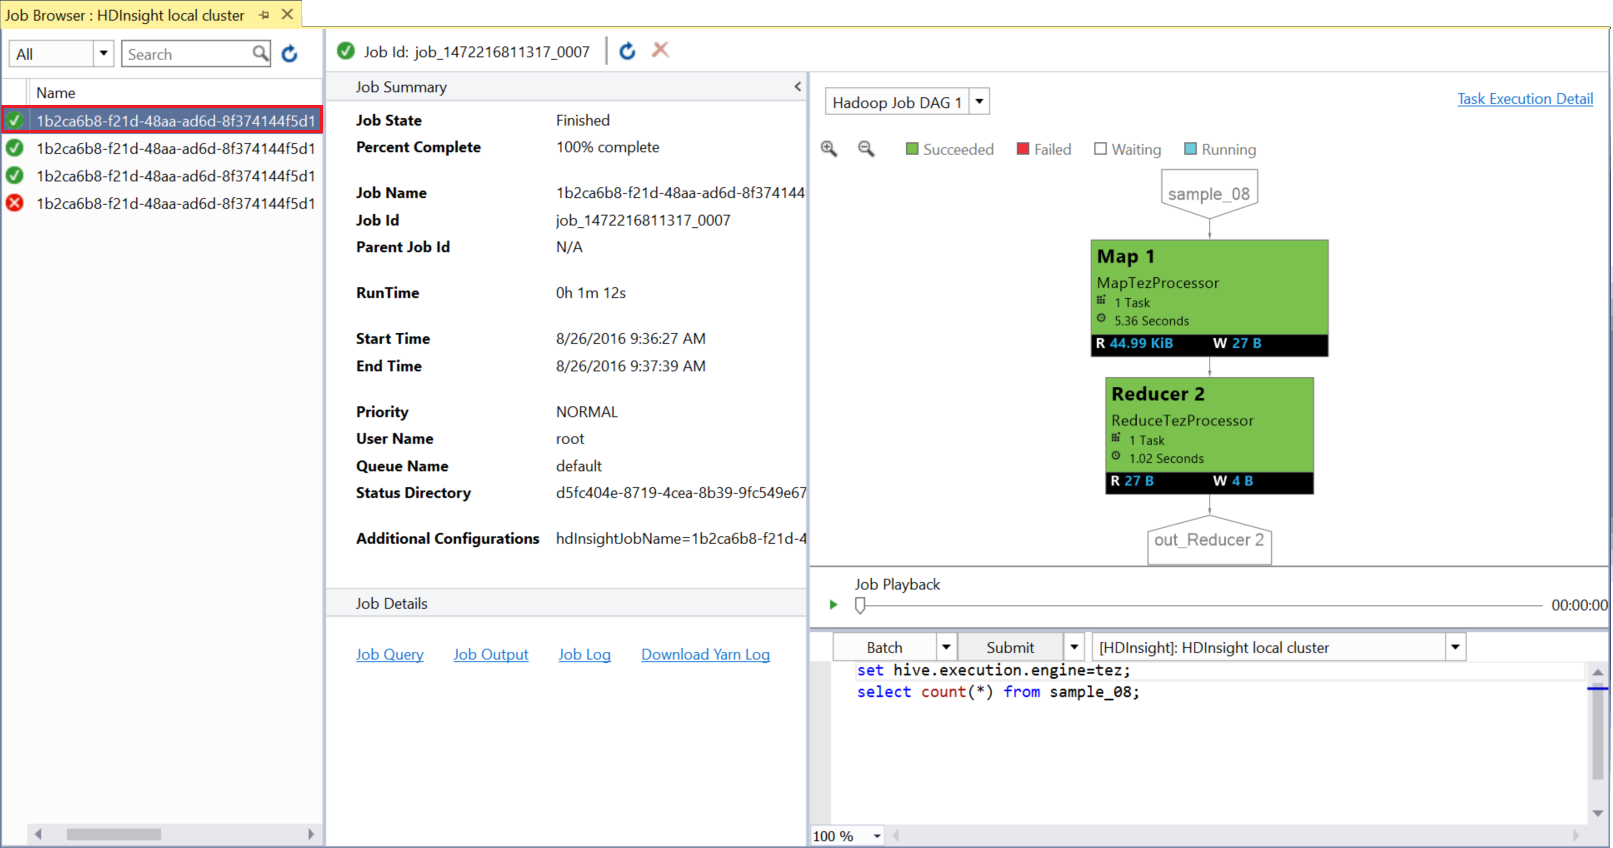 Job Browser : HDInsight local cluster
All
Search
Name
1b2ca6b8-f21d-48aa-ad6d-8f374144f5d1
1b2ca6b8-f21d-48aa-ad6d-8f374144f5d1
1b2ca6b8-f21d-48aa-ad6d-8f374144f5d1
1b2ca6b8-f21d-48aa-ad6d-8f374144f5d1
Job Id: job_1472216811317_0007
Job Summary
Job State Finished
Percent Complete 100% complete
Job Name 1b2ca6b8-f21d-48aa-ad6d-8f374144
Job Id job_1472216811317_0007
Parent Job Id N/A
RunTime 0h 1m 12s
Start Time 8/26/2016 9:36:27 AM
End Time 8/26/2016 9:37:39 AM
Priority NORMAL
User Name root
Queue Name default
Status Directory d5fc404e-8719-4cea-8b39-9fc549e67
Additional Configurations hdInsightJobName=1b2ca6b8-f21d-4
Job Details
Job Query Job Output Job Log Download Yarn Log
Hadoop Job DAG 1
Task Execution Detail
Succeeded Failed Waiting Running
sample_08
Map 1
MapTezProcessor
1 Task
5.36 Seconds
R 44.99 KiB W 27 B
Reducer 2
ReduceTezProcessor
1 Task
1.02 Seconds
R 27 B W 4 B
out_Reducer 2
Job Playback
00:00:00
Batch Submit [HDInsight]: HDInsight local cluster
set hive.execution.engine=tez;
select count(*) from sample_08;
100 %